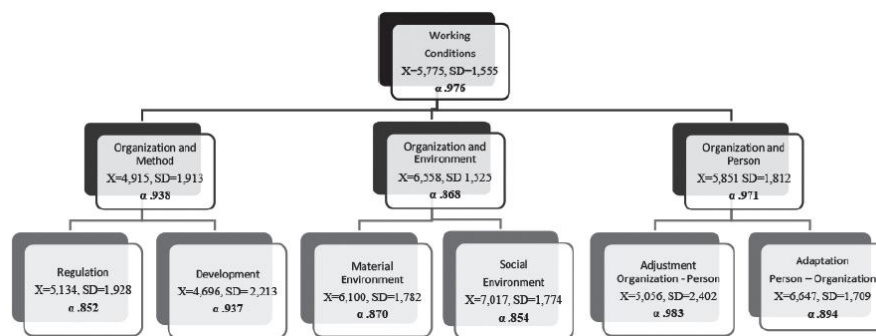 Working
Conditions
X=5,775, SD=1,555
α .976
Organization and
Method
X=4,915, SD=1,913
α .938
Organization and
Environment
X=6,558, SD 1,525
α .868
Organization and
Person
X=5,851 SD=1,812
α .971
Regulation
X=5,134, SD=1,928
α .852
Development
X=4,696, SD=2,213
α .937
Material
Environment
X=6,100, SD=1,782
α .870
Social
Environment
X=7,017, SD=1,774
α .854
Adjustment
Organization - Person
X=5,056, SD=2,402
α .983
Adaptation
Person – Organization
X=6,647, SD=1,709
α .894